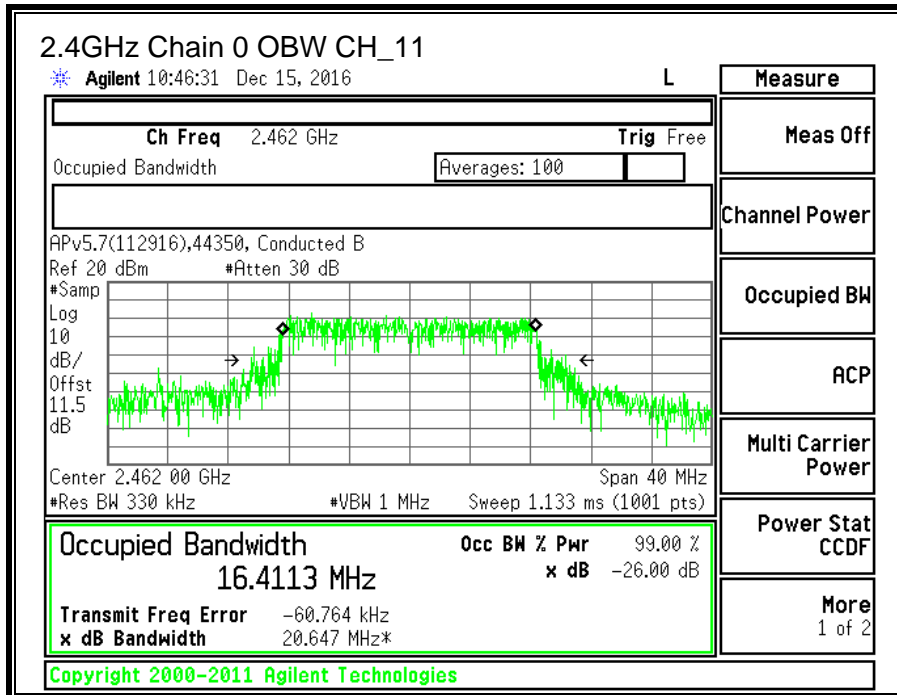 2.4GHz Chain 0 OBW CH_11
Agilent 10:46:31 Dec 15, 2016 L
Measure
Ch Freq 2.462 GHz Trig Free
Meas Off
Occupied Bandwidth Averages: 100
Channel Power
APv5.7(112916),44350, Conducted B
Ref 20 dBm #Atten 30 dB
#Samp
Log
10
dB/
Offst
11.5
dB
Occupied BW
ACP
Multi Carrier
Power
Center 2.462 00 GHz Span 40 MHz
#Res BW 330 kHz #VBW 1 MHz Sweep 1.133 ms (1001 pts)
Power Stat
CCDF
Occupied Bandwidth Occ BW % Pwr 99.00 %
16.4113 MHz x dB -26.00 dB
Transmit Freq Error -60.764 kHz
x dB Bandwidth 20.647 MHz*
More
1 of 2
Copyright 2000-2011 Agilent Technologies